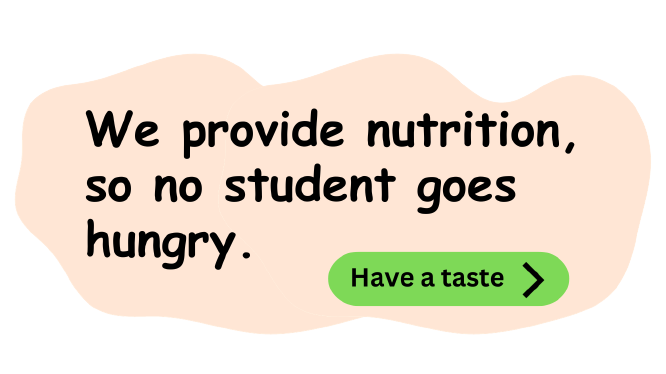 We provide nutrition,
so no student goes
hungry.
Have a taste